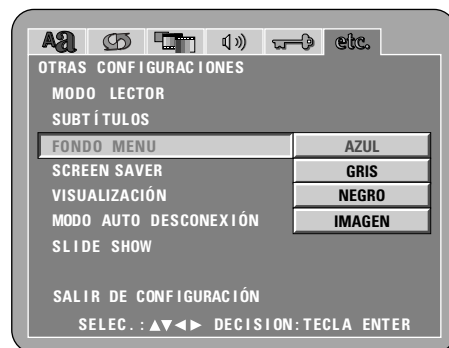 Aa etc.
OTRAS CONFIGURACIONES
MODO LECTOR
SUBTÍTULOS
FONDO MENU AZUL
SCREEN SAVER GRIS
VISUALIZACIÓN NEGRO
MODO AUTO DESCONEXIÓN IMAGEN
SLIDE SHOW
SALIR DE CONFIGURACIÓN
SELEC.:▲▼◄► DECISION:TECLA ENTER